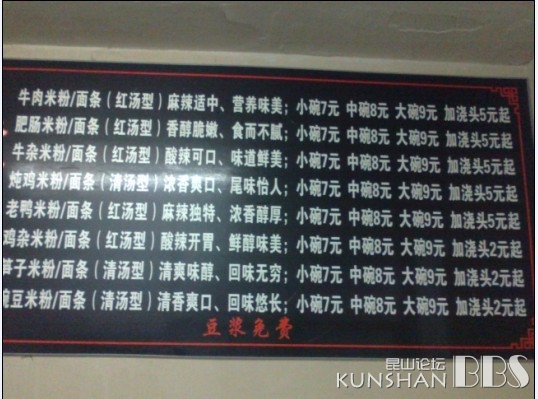 牛肉米粉/面条（红汤型）麻辣适中、营养味美；小碗7元 中碗8元 大碗9元 加浇头5元起
肥肠米粉/面条（红汤型）香醇脆嫩、食而不腻；小碗7元 中碗8元 大碗9元 加浇头5元起
牛杂米粉/面条（红汤型）酸辣可口、味道鲜美；小碗7元 中碗8元 大碗9元 加浇头5元起
炖鸡米粉/面条（清汤型）浓香爽口、尾味怡人；小碗7元 中碗8元 大碗9元 加浇头5元起
老鸭米粉/面条（红汤型）麻辣独特、浓香醇厚；小碗7元 中碗8元 大碗9元 加浇头5元起
鸡杂米粉/面条（红汤型）酸辣开胃、鲜醇味美；小碗7元 中碗8元 大碗9元 加浇头2元起
笋子米粉/面条（清汤型）清爽味醇、回味无穷；小碗7元 中碗8元 大碗9元 加浇头2元起
豌豆米粉/面条（清汤型）清香爽口、回味悠长；小碗7元 中碗8元 大碗9元 加浇头2元起
豆浆免费
昆山论坛
KUNSHAN BBS